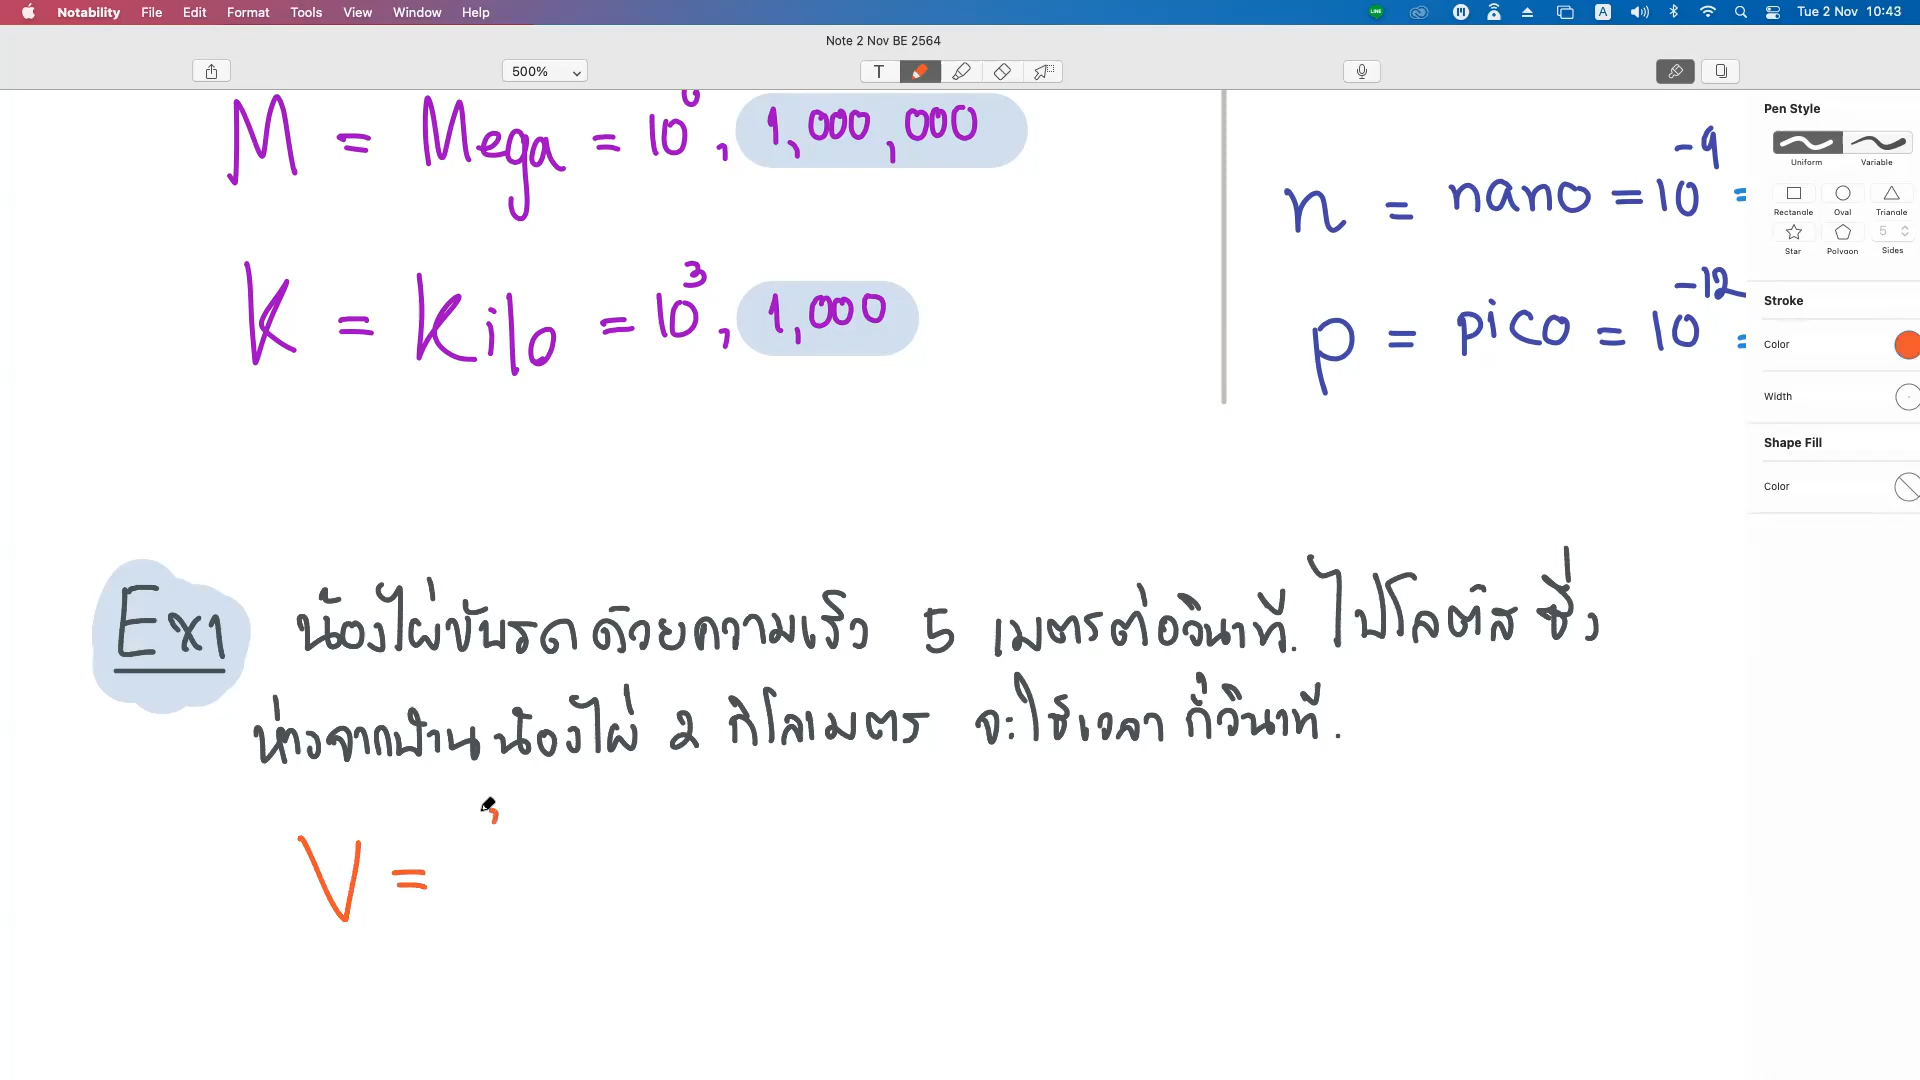 Notability File Edit Format Tools View Window Help
LINE A Tue 2 Nov 10:43
Note 2 Nov BE 2564
500% T
M = Mega = 10 , 1,000,000
K = Kilo = 10³ , 1,000
n = nano = 10⁻⁹ =
p = pico = 10⁻¹² =
Pen Style
Uniform Variable
Rectangle Oval Triangle
5
Star Polygon Sides
Stroke
Color
Width
Shape Fill
Color
Ex1 น้องไผ่ขับรถด้วยความเร็ว 5 เมตรต่อวินาที. ไปโลตัส ซึ่ง
ห่างจากบ้านน้องไผ่ 2 กิโลเมตร จะใช้เวลา กี่วินาที.
V =